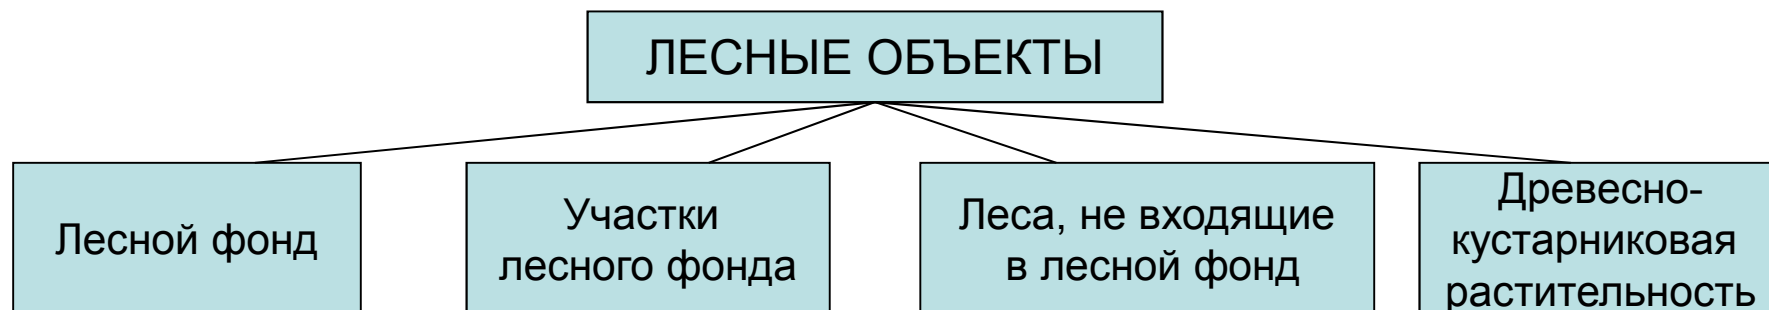 ЛЕСНЫЕ ОБЪЕКТЫ
Лесной фонд
Участки
лесного фонда
Леса, не входящие
в лесной фонд
Древесно-
кустарниковая
растительность